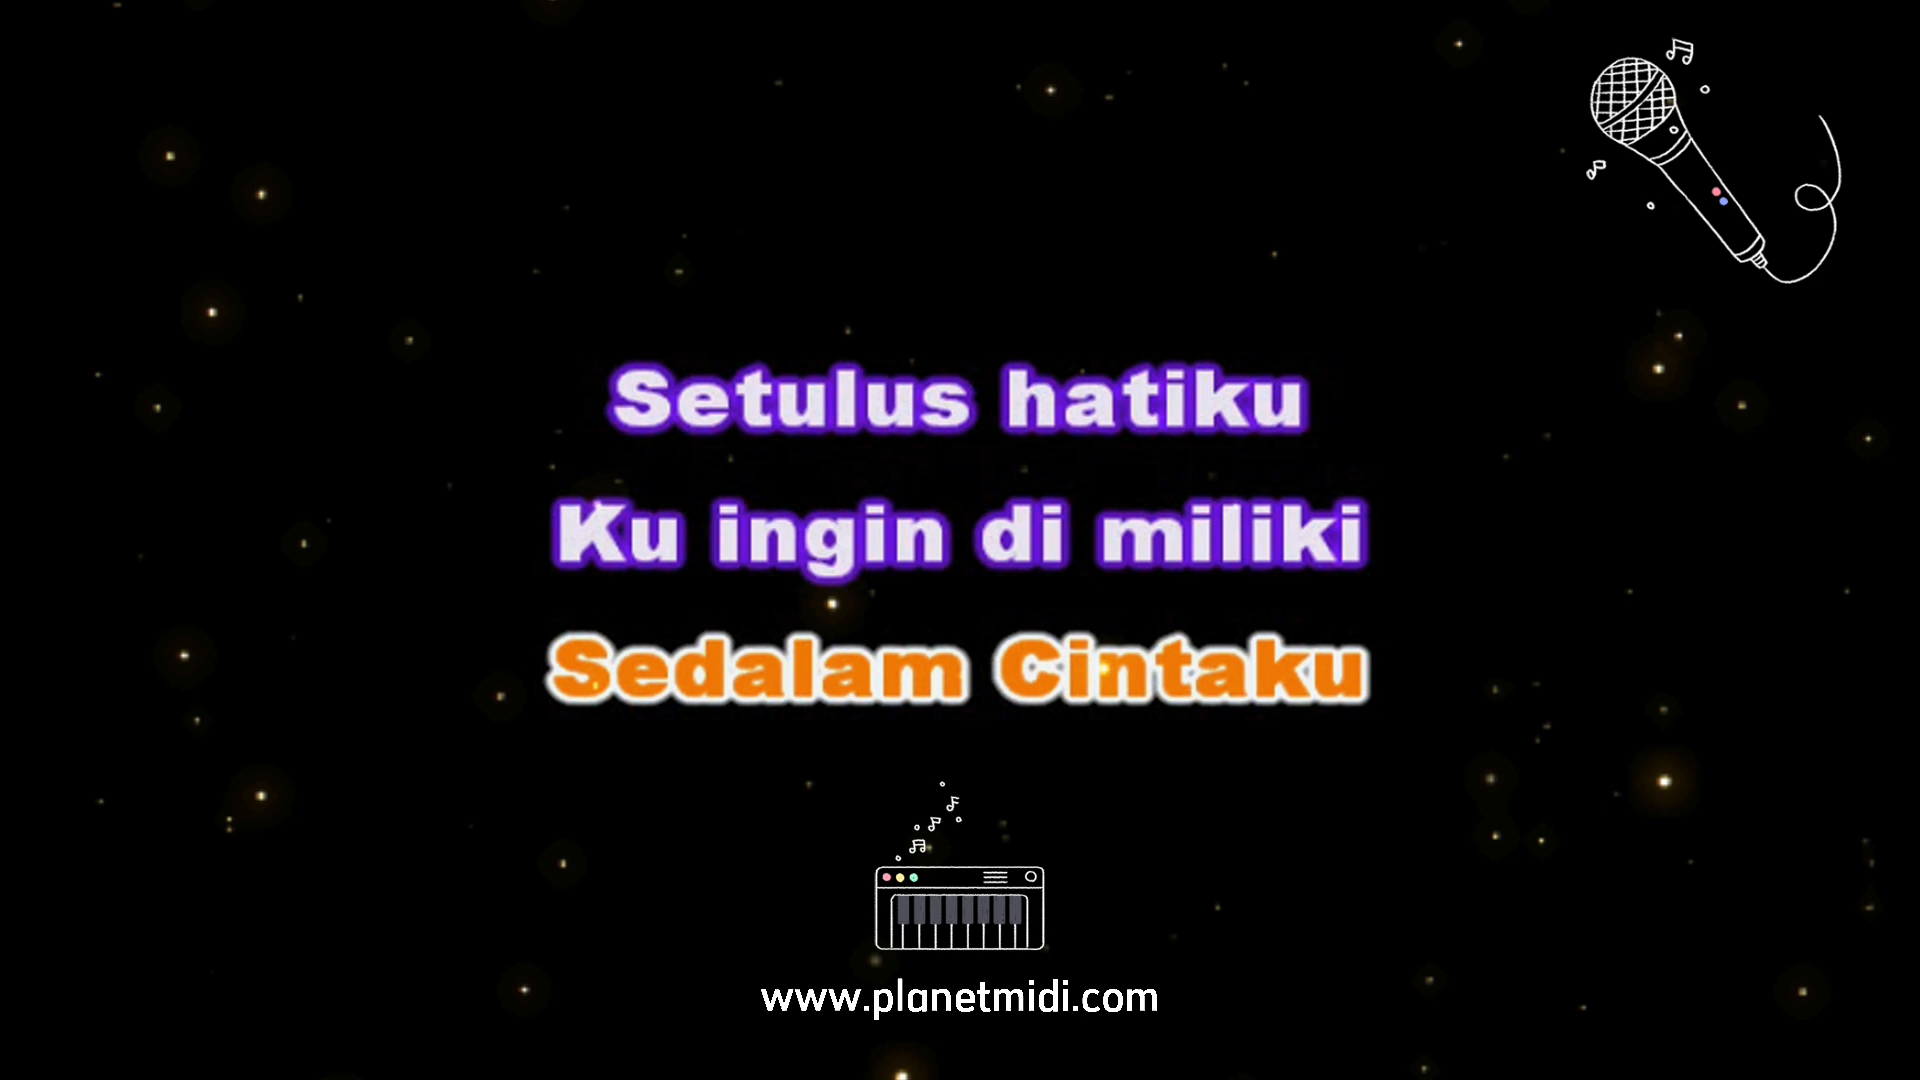 Setulus hatiku
Ku ingin di miliki
Sedalam Cintaku
www.planetmidi.com